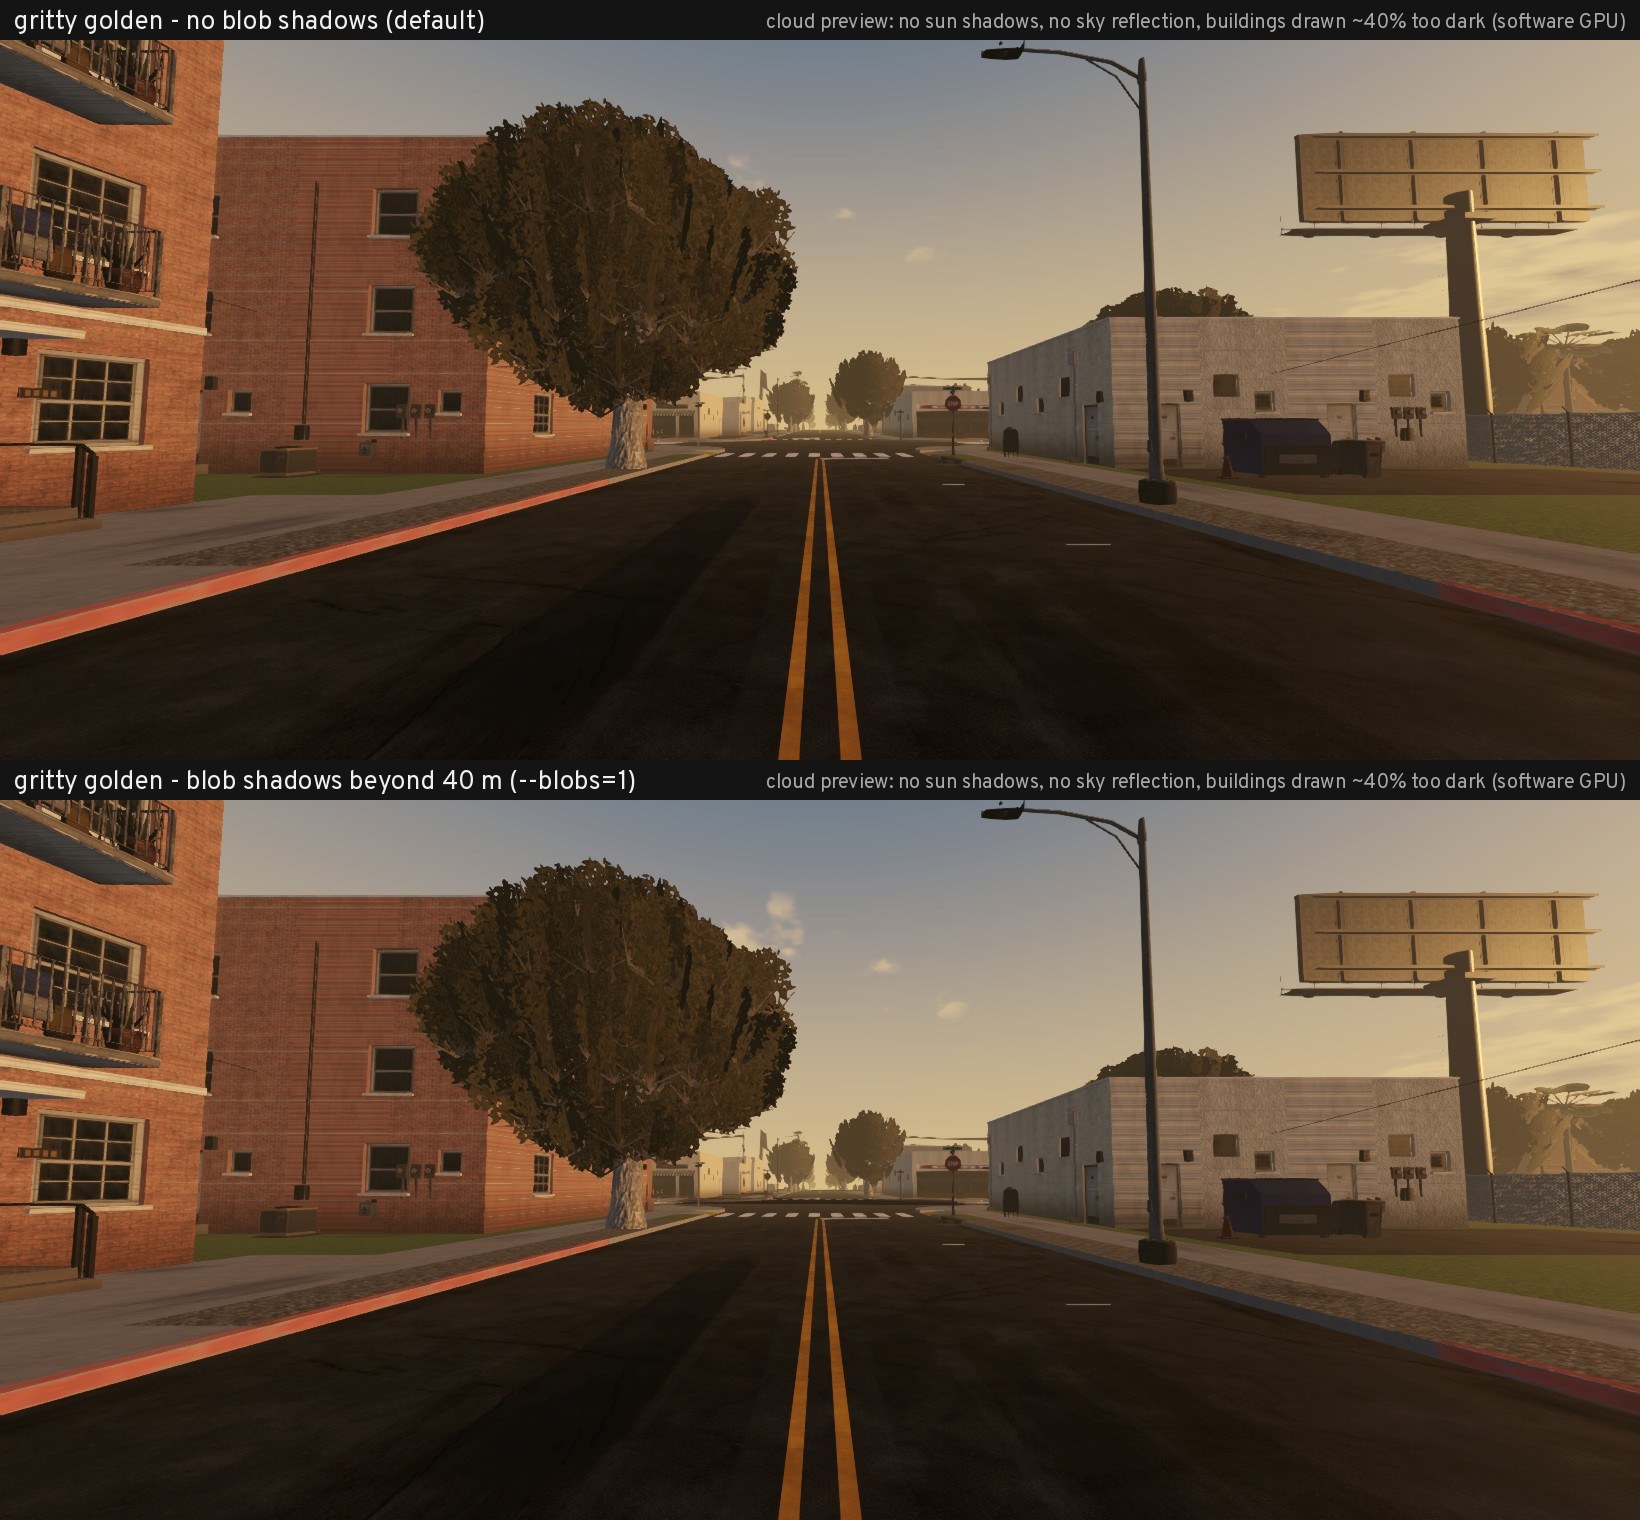 gritty golden - no blob shadows (default)
cloud preview: no sun shadows, no sky reflection, buildings drawn ~40% too dark (software GPU)
gritty golden - blob shadows beyond 40 m (--blobs=1)
cloud preview: no sun shadows, no sky reflection, buildings drawn ~40% too dark (software GPU)